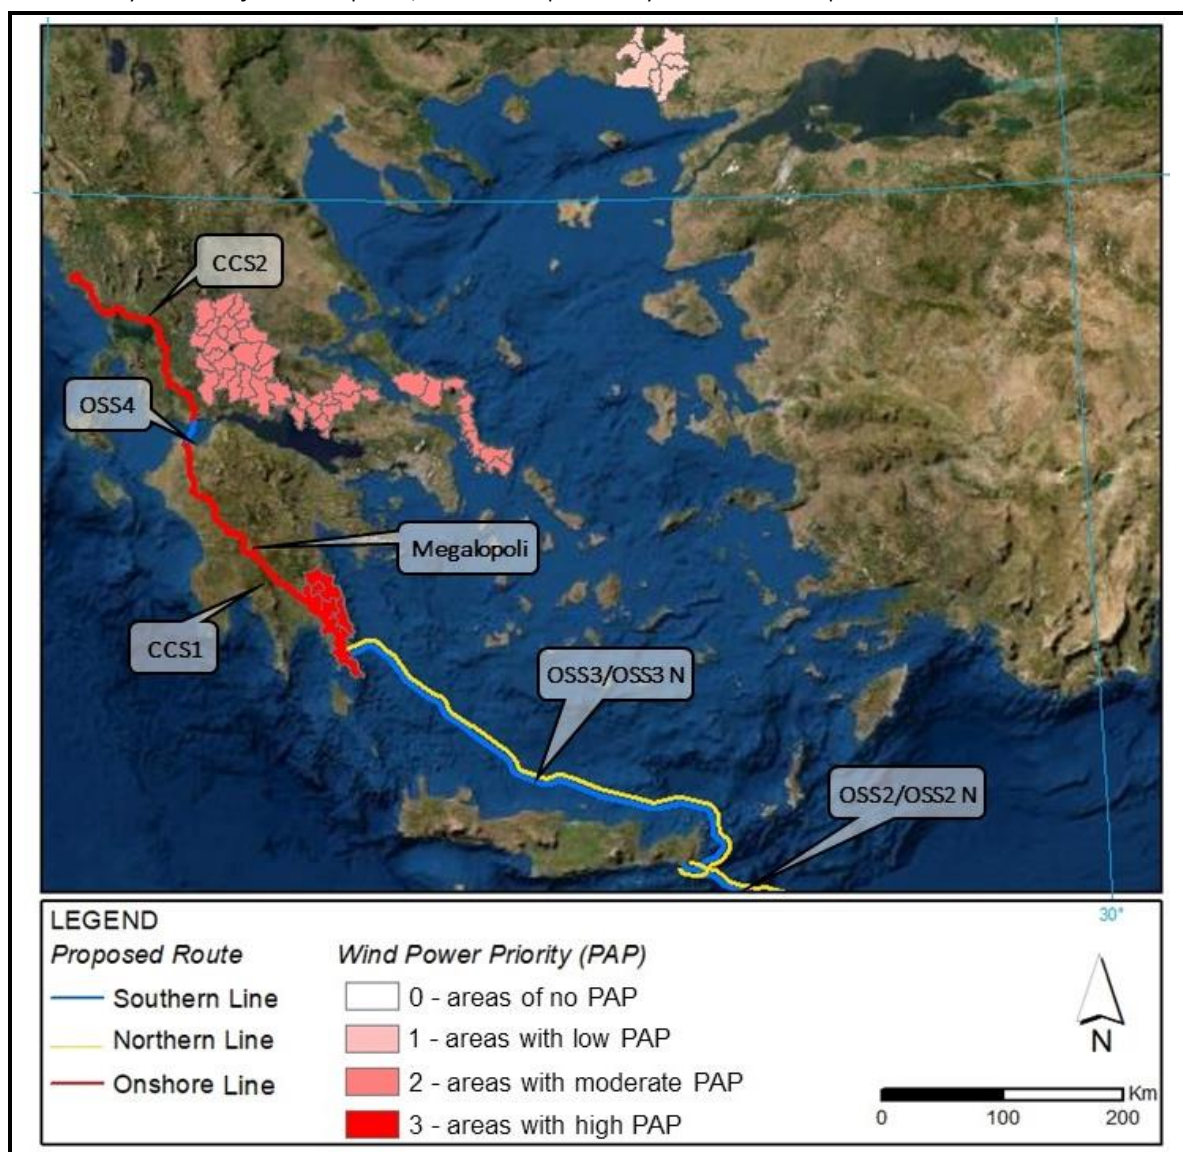 CCS2
OSS4
Megalopoli
CCS1
OSS3/OSS3 N
OSS2/OSS2 N
30°
LEGEND
Proposed Route
Southern Line
Northern Line
Onshore Line
Wind Power Priority (PAP)
0 - areas of no PAP
1 - areas with low PAP
2 - areas with moderate PAP
3 - areas with high PAP
N
Km
0 100 200